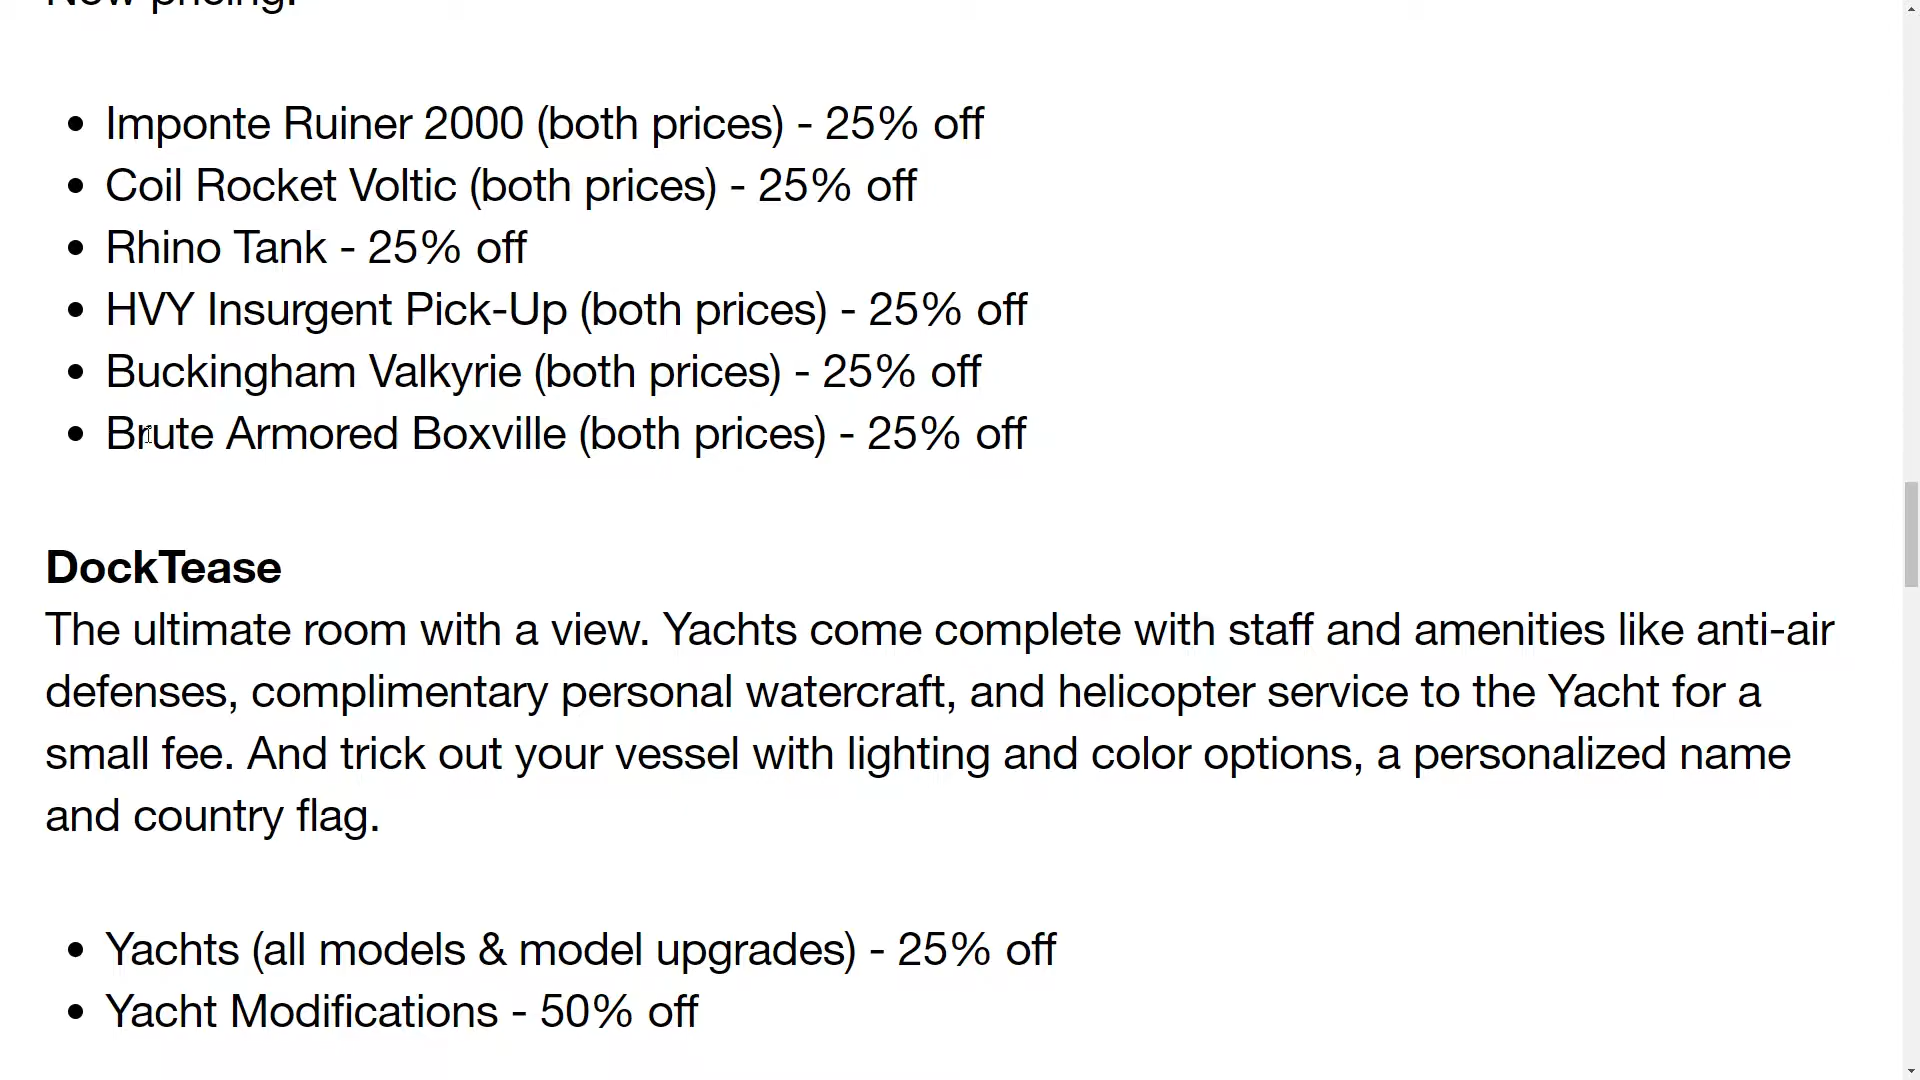 New pricing:
• Imponte Ruiner 2000 (both prices) - 25% off
• Coil Rocket Voltic (both prices) - 25% off
• Rhino Tank - 25% off
• HVY Insurgent Pick-Up (both prices) - 25% off
• Buckingham Valkyrie (both prices) - 25% off
• Brute Armored Boxville (both prices) - 25% off
DockTease
The ultimate room with a view. Yachts come complete with staff and amenities like anti-air
defenses, complimentary personal watercraft, and helicopter service to the Yacht for a
small fee. And trick out your vessel with lighting and color options, a personalized name
and country flag.
• Yachts (all models & model upgrades) - 25% off
• Yacht Modifications - 50% off